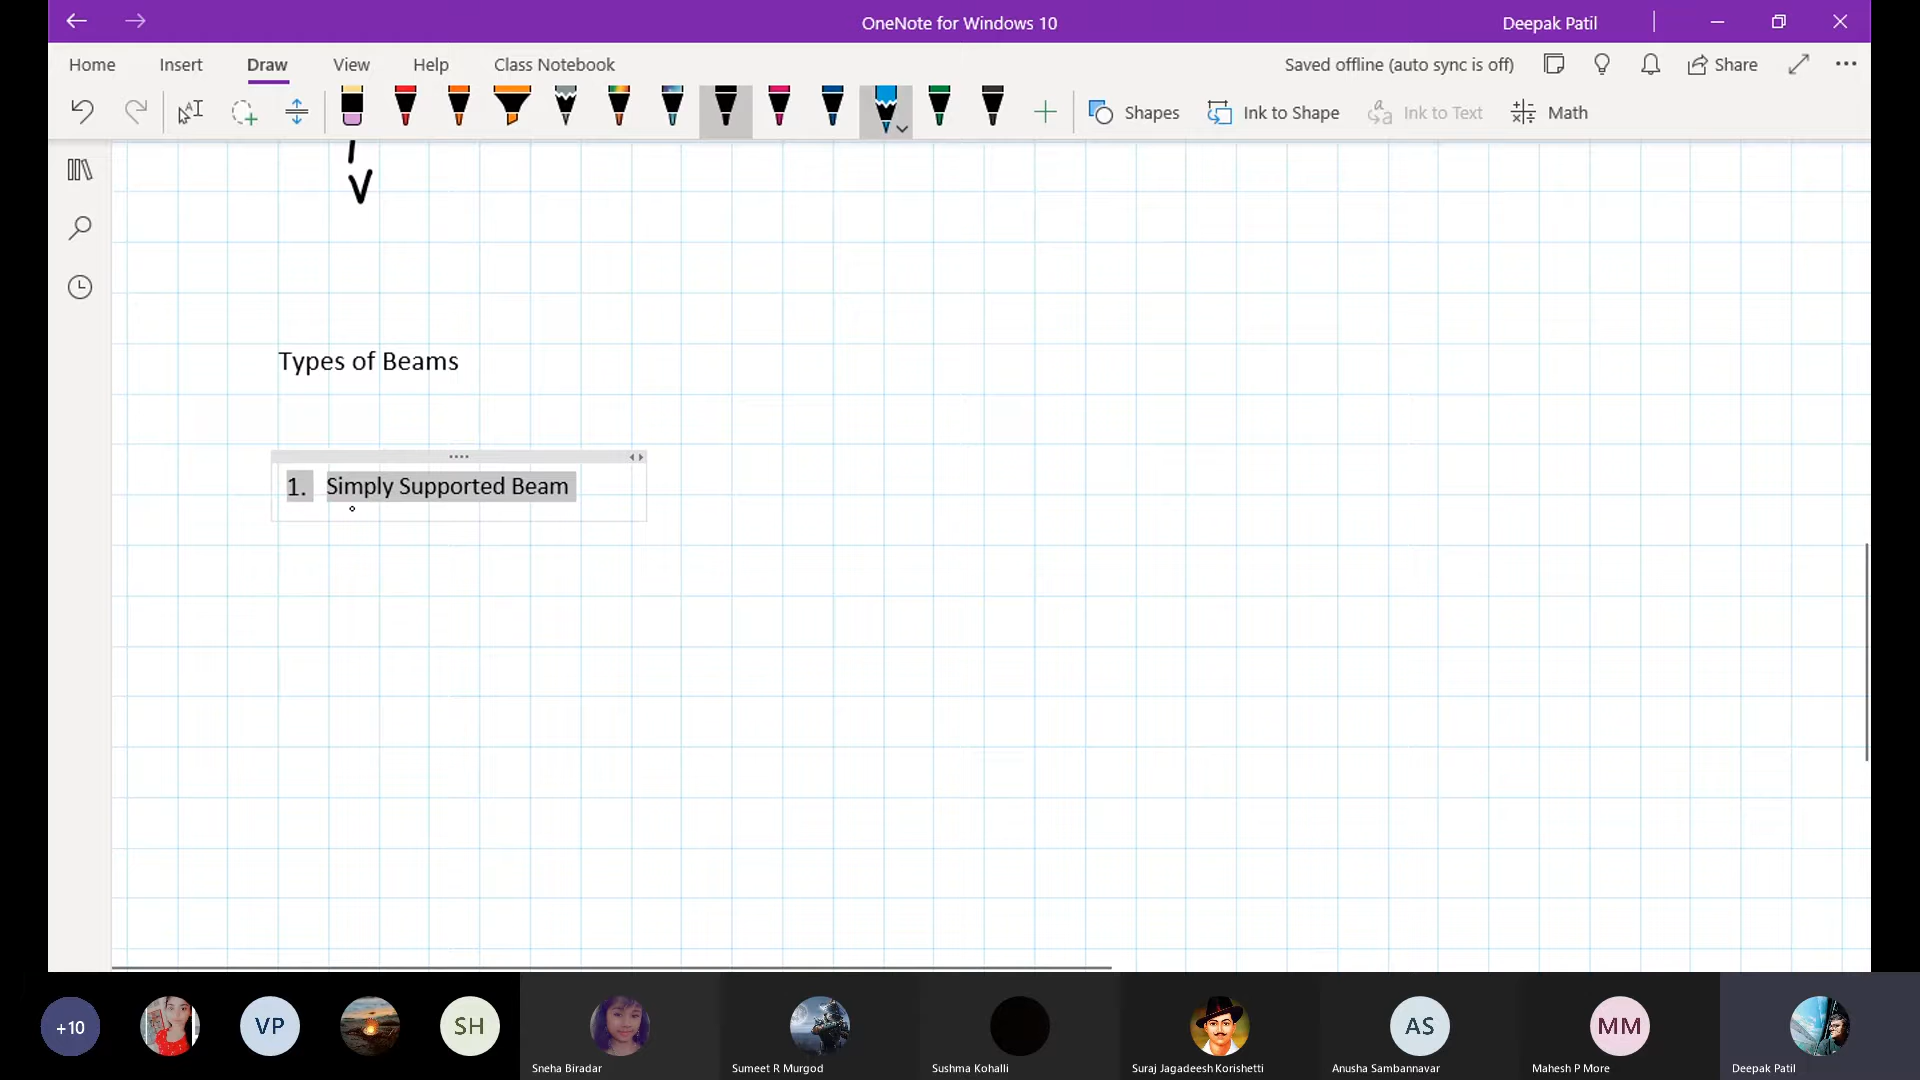 OneNote for Windows 10
Deepak Patil
Home
Insert
Draw
View
Help
Class Notebook
Saved offline (auto sync is off)
Share
Shapes
Ink to Shape
Ink to Text
Math
V
Types of Beams
1. Simply Supported Beam
+10
VP
SH
AS
MM
Sneha Biradar
Sumeet R Murgod
Sushma Kohalli
Suraj Jagadeesh Korishetti
Anusha Sambannavar
Mahesh P More
Deepak Patil